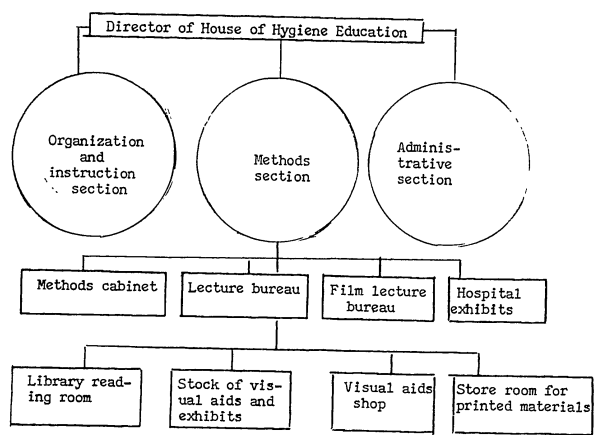 Director of House of Hygiene Education
Organization
and
instruction
section
Methods
section
Adminis-
trative
section
Methods cabinet
Lecture bureau
Film lecture
bureau
Hospital
exhibits
Library read-
ing room
Stock of vis-
ual aids and
exhibits
Visual aids
shop
Store room for
printed materials